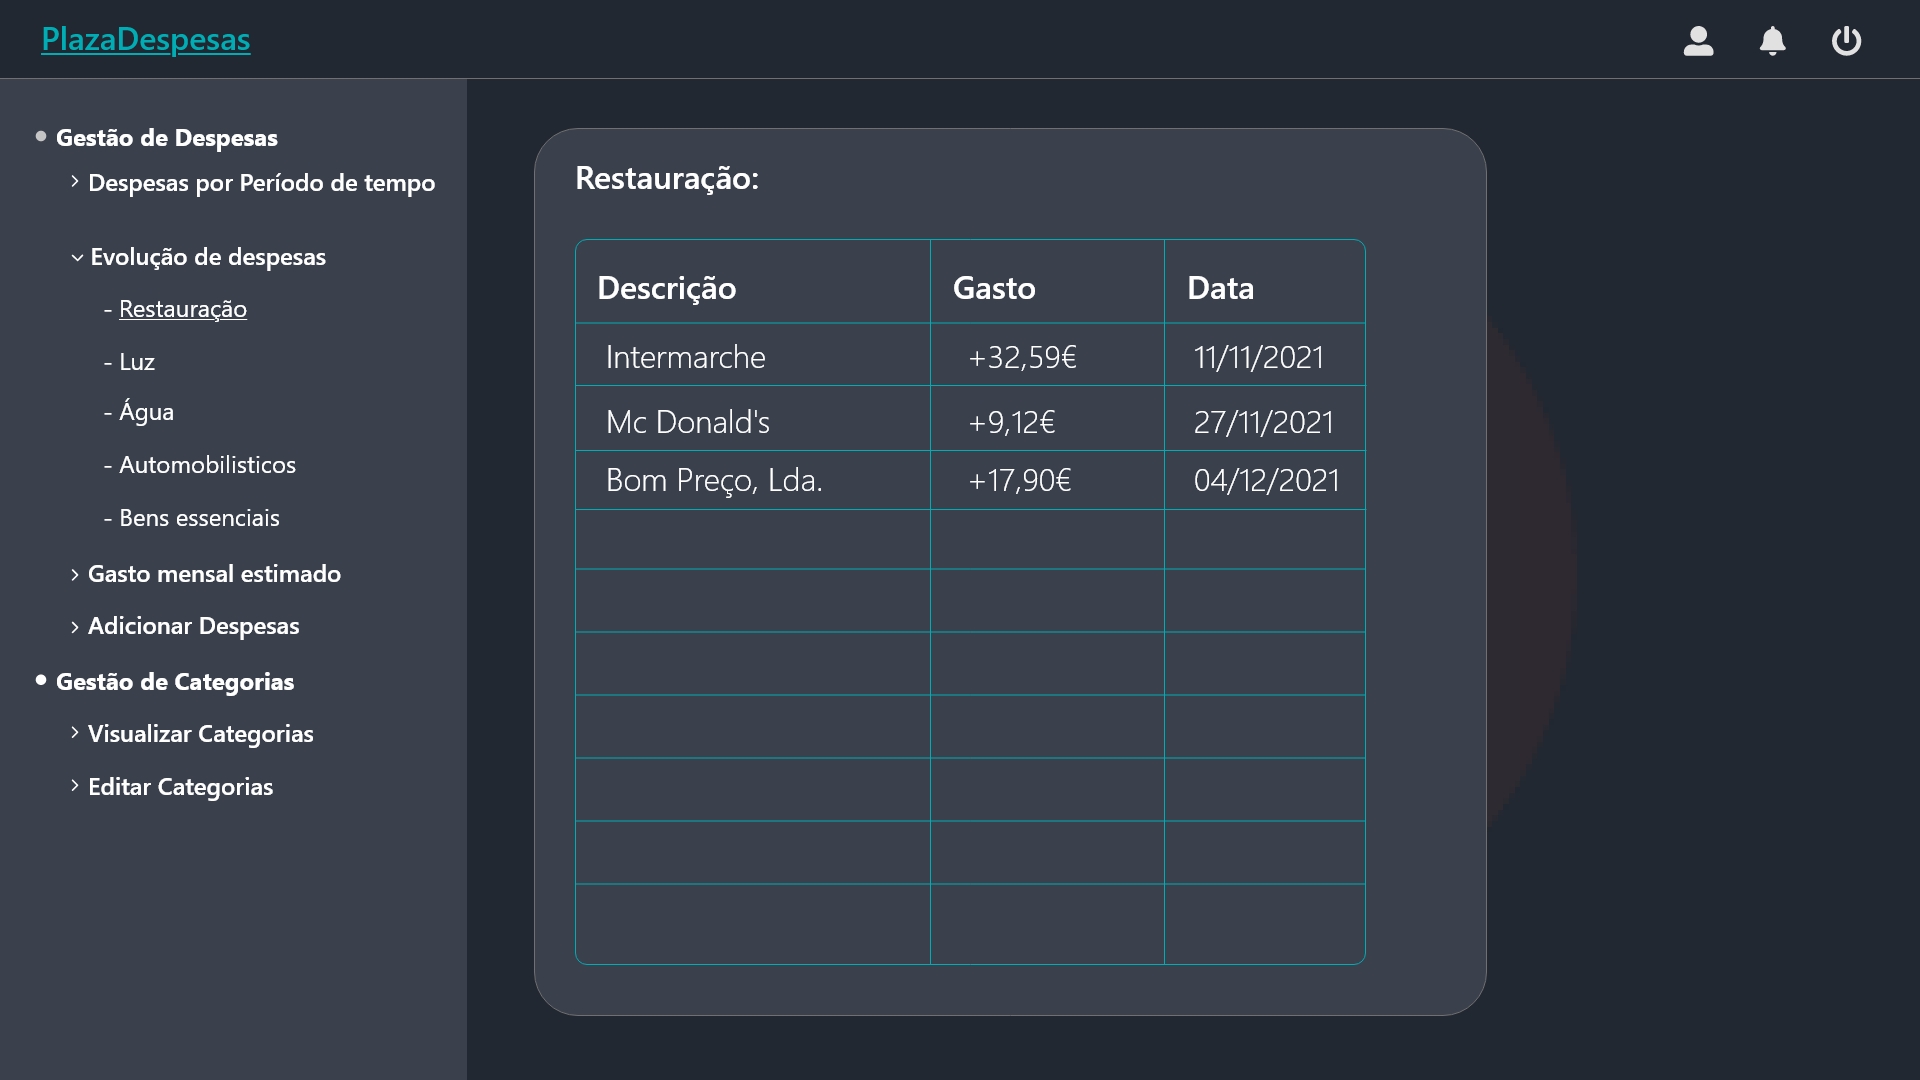 PlazaDespesas
Gestão de Despesas
Despesas por Período de tempo
Evolução de despesas
- Restauração
- Luz
- Água
- Automobilisticos
- Bens essenciais
Gasto mensal estimado
Adicionar Despesas
Gestão de Categorias
Visualizar Categorias
Editar Categorias
Restauração:
Descrição Gasto Data
Intermarche +32,59€ 11/11/2021
Mc Donald's +9,12€ 27/11/2021
Bom Preço, Lda. +17,90€ 04/12/2021